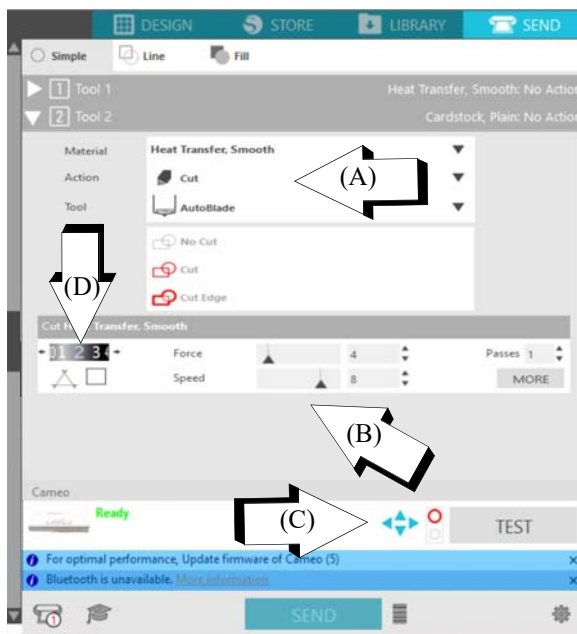 DESIGN STORE LIBRARY SEND
Simple Line Fill
1 Tool 1 Heat Transfer, Smooth: No Action
2 Tool 2 Cardstock, Plain: No Action
Material Heat Transfer, Smooth
Action Cut (A)
Tool AutoBlade
No Cut
(D) Cut
Cut Edge
Cut Transfer, Smooth
1 2 3 Force 4 Passes 1
Speed 8 MORE
(B)
Cameo
Ready (C) TEST
For optimal performance, Update firmware of Cameo (5)
Bluetooth is unavailable. More information
1 SEND